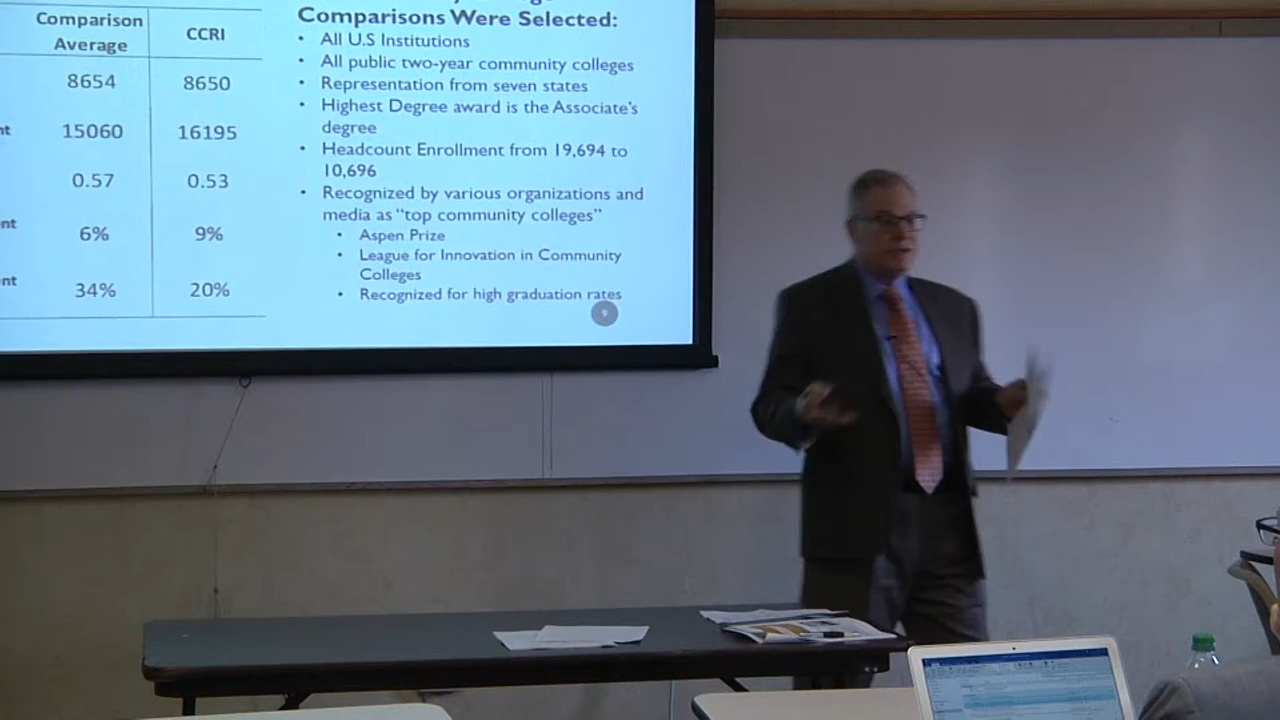 Comparison
Average
CCRI
8654
8650
nt
15060
16195
0.57
0.53
nt
6%
9%
nt
34%
20%
Comparisons Were Selected:
• All U.S Institutions
• All public two-year community colleges
• Representation from seven states
• Highest Degree award is the Associate's
degree
• Headcount Enrollment from 19,694 to
10,696
• Recognized by various organizations and
media as "top community colleges"
• Aspen Prize
• League for Innovation in Community
Colleges
• Recognized for high graduation rates
9